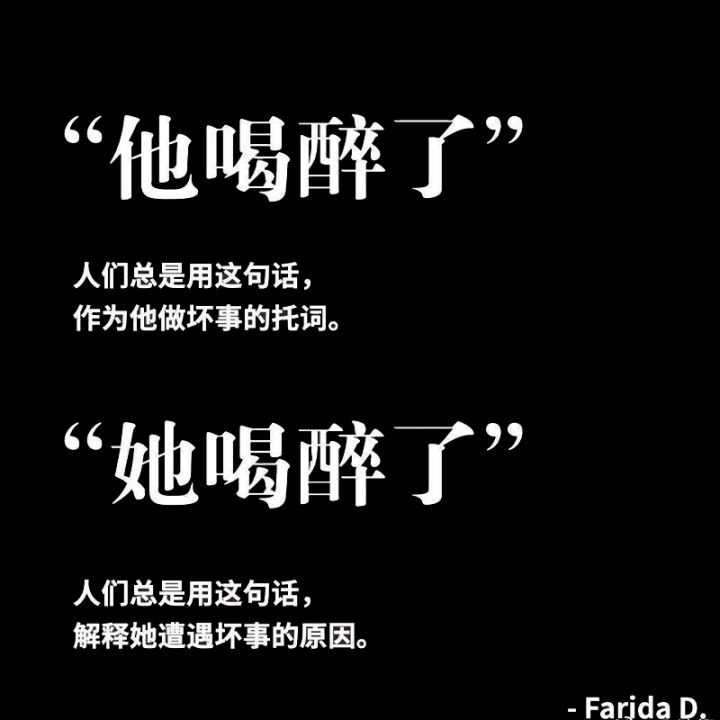 “他喝醉了”
人们总是用这句话，
作为他做坏事的托词。
“她喝醉了”
人们总是用这句话，
解释她遭遇坏事的原因。
- Farida D.